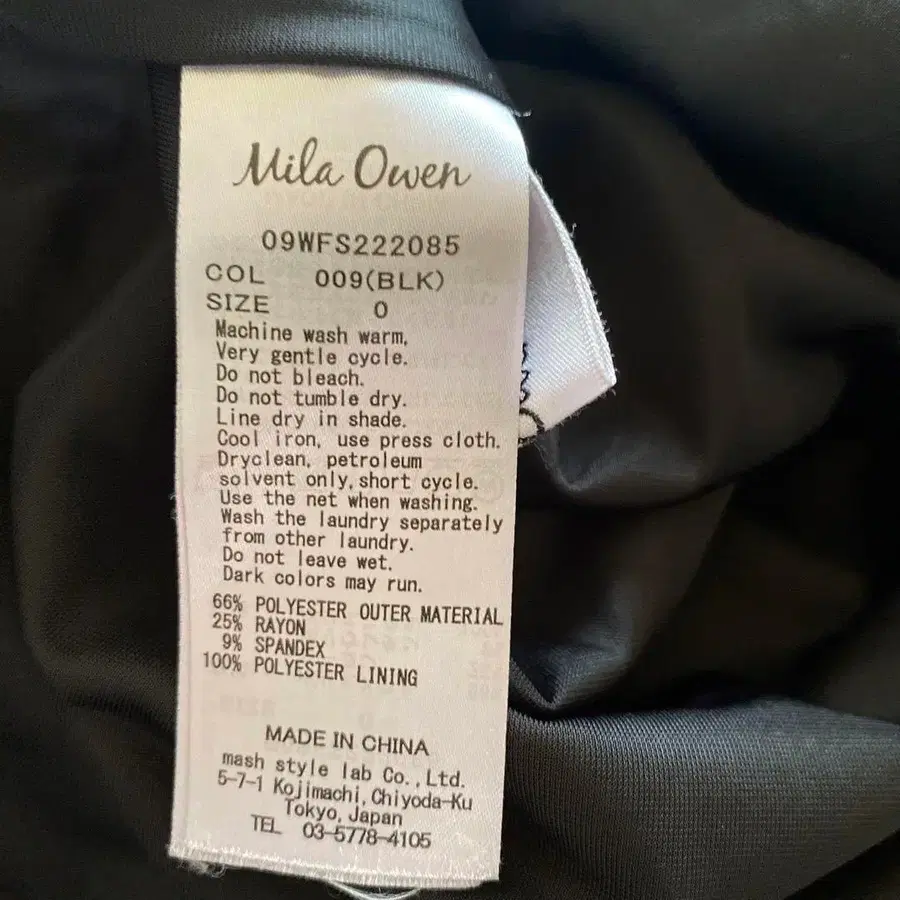 Mila Owen
09WFS222085
COL 009(BLK)
SIZE 0
Machine wash warm,
Very gentle cycle.
Do not bleach.
Do not tumble dry.
Line dry in shade.
Cool iron, use press cloth.
Dryclean, petroleum
solvent only,short cycle.
Use the net when washing.
Wash the laundry separately
from other laundry.
Do not leave wet.
Dark colors may run.
66% POLYESTER OUTER MATERIAL
25% RAYON
9% SPANDEX
100% POLYESTER LINING
MADE IN CHINA
mash style lab Co.,Ltd.
5-7-1 Kojimachi,Chiyoda-Ku
Tokyo,Japan
TEL 03-5778-4105